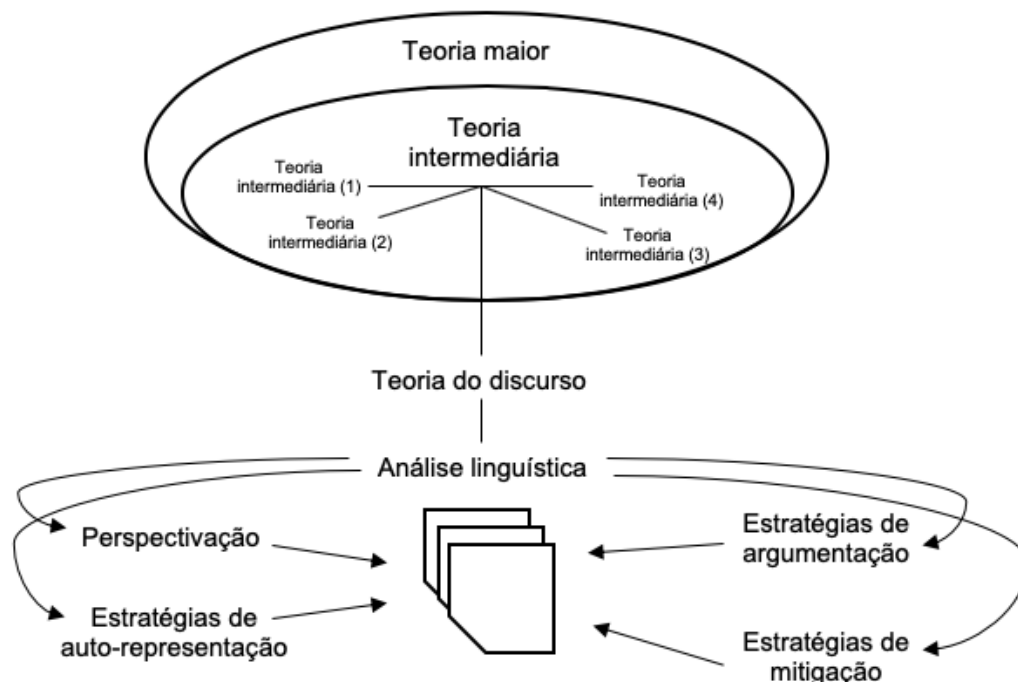 Teoria maior
Teoria
intermediária
Teoria
intermediária (1)
Teoria
intermediária (2)
Teoria
intermediária (4)
Teoria
intermediária (3)
Teoria do discurso
Análise linguística
Perspectivação
Estratégias de
auto-representação
Estratégias de
argumentação
Estratégias de
mitigação